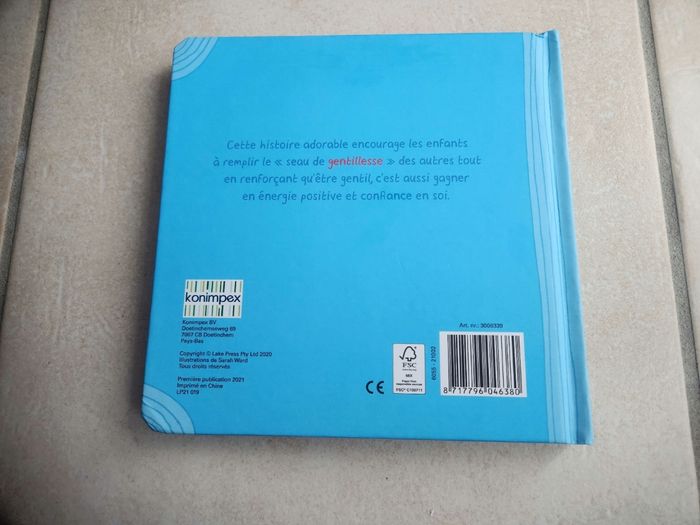 Cette histoire adorable encourage les enfants
à remplir le « seau de gentillesse » des autres tout
en renforçant qu'être gentil, c'est aussi gagner
en énergie positive et confiance en soi.
konimpex
Konimpex BV
Doetinchemseweg 69
7007 CB Doetinchem
Pays-Bas
Copyright © Lake Press Pty Ltd 2020
Illustrations de Sarah Ward
Tous droits réservés
Première publication 2021
Imprimé en Chine
LP21 019
CE
FSC
MIX
FSC® C109711
Art. nr.: 3006339
8 717796 046380